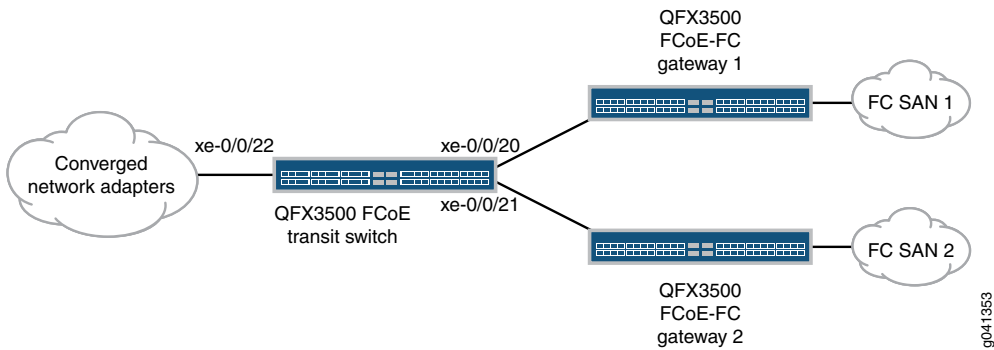 QFX3500
FCoE-FC
gateway 1
FC SAN 1
xe-0/0/22
xe-0/0/20
Converged
network adapters
xe-0/0/21
QFX3500 FCoE
transit switch
FC SAN 2
QFX3500
FCoE-FC
gateway 2
g041353